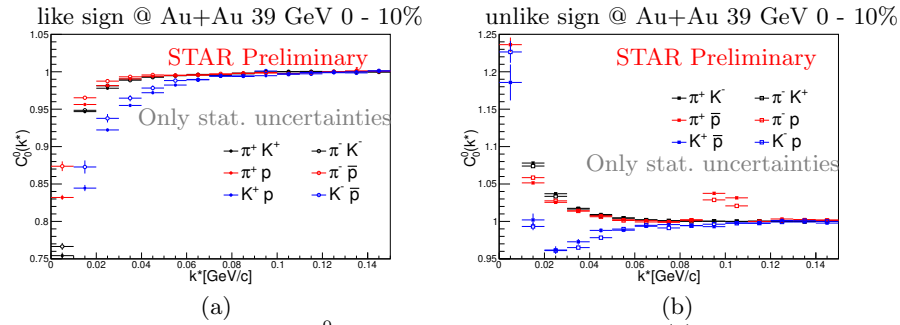 like sign @ Au+Au 39 GeV 0 - 10%
STAR Preliminary
Only stat. uncertainties
π⁺ K⁺ π⁻ K⁻
π⁺ p π⁻ p̅
K⁺ p K⁻ p̅
C₀⁰(k*)
1.05
1
0.95
0.9
0.85
0.8
0.75
0 0.02 0.04 0.06 0.08 0.1 0.12 0.14
k*[GeV/c]
(a)
unlike sign @ Au+Au 39 GeV 0 - 10%
STAR Preliminary
π⁺ K⁻ π⁻ K⁺
π⁺ p̅ π⁻ p
K⁺ p̅ K⁻ p
Only stat. uncertainties
C₀⁰(k*)
1.25
1.2
1.15
1.1
1.05
1
0.95
0 0.02 0.04 0.06 0.08 0.1 0.12 0.14
k*[GeV/c]
(b)